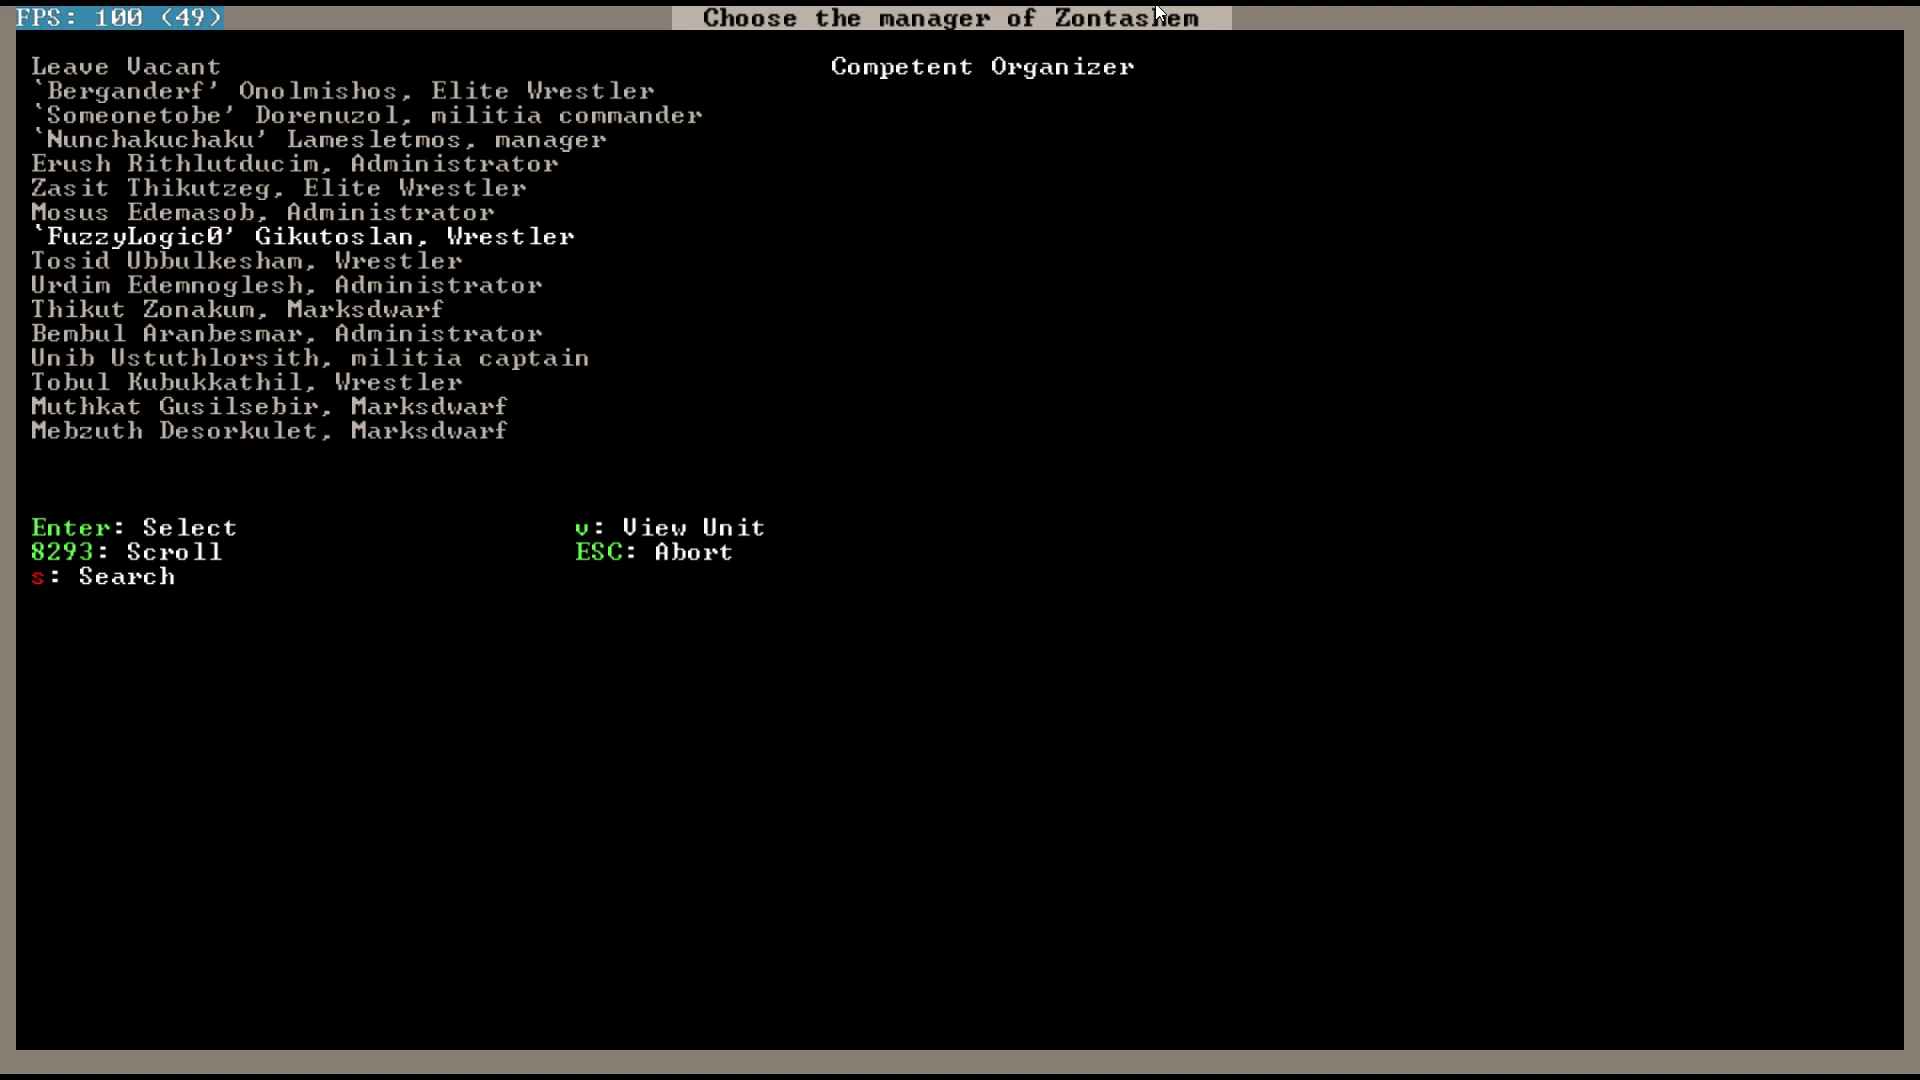 FPS: 100 (49)
Choose the manager of Zontashem
Leave Vacant
Competent Organizer
`Berganderf' Onolmishos, Elite Wrestler
`Someonetobe' Dorenuzol, militia commander
`Nunchakuchaku' Lamesletmos, manager
Erush Rithlutducim, Administrator
Zasit Thikutzeg, Elite Wrestler
Mosus Edemasob, Administrator
`FuzzyLogic0' Gikutoslan, Wrestler
Tosid Ubbulkesham, Wrestler
Urdim Edemnoglesh, Administrator
Thikut Zonakum, Marksdwarf
Bembul Aranbesmar, Administrator
Unib Ustuthlorsith, militia captain
Tobul Kubukkathil, Wrestler
Muthkat Gusilsebir, Marksdwarf
Mebzuth Desorkulet, Marksdwarf
Enter: Select
v: View Unit
8293: Scroll
ESC: Abort
s: Search